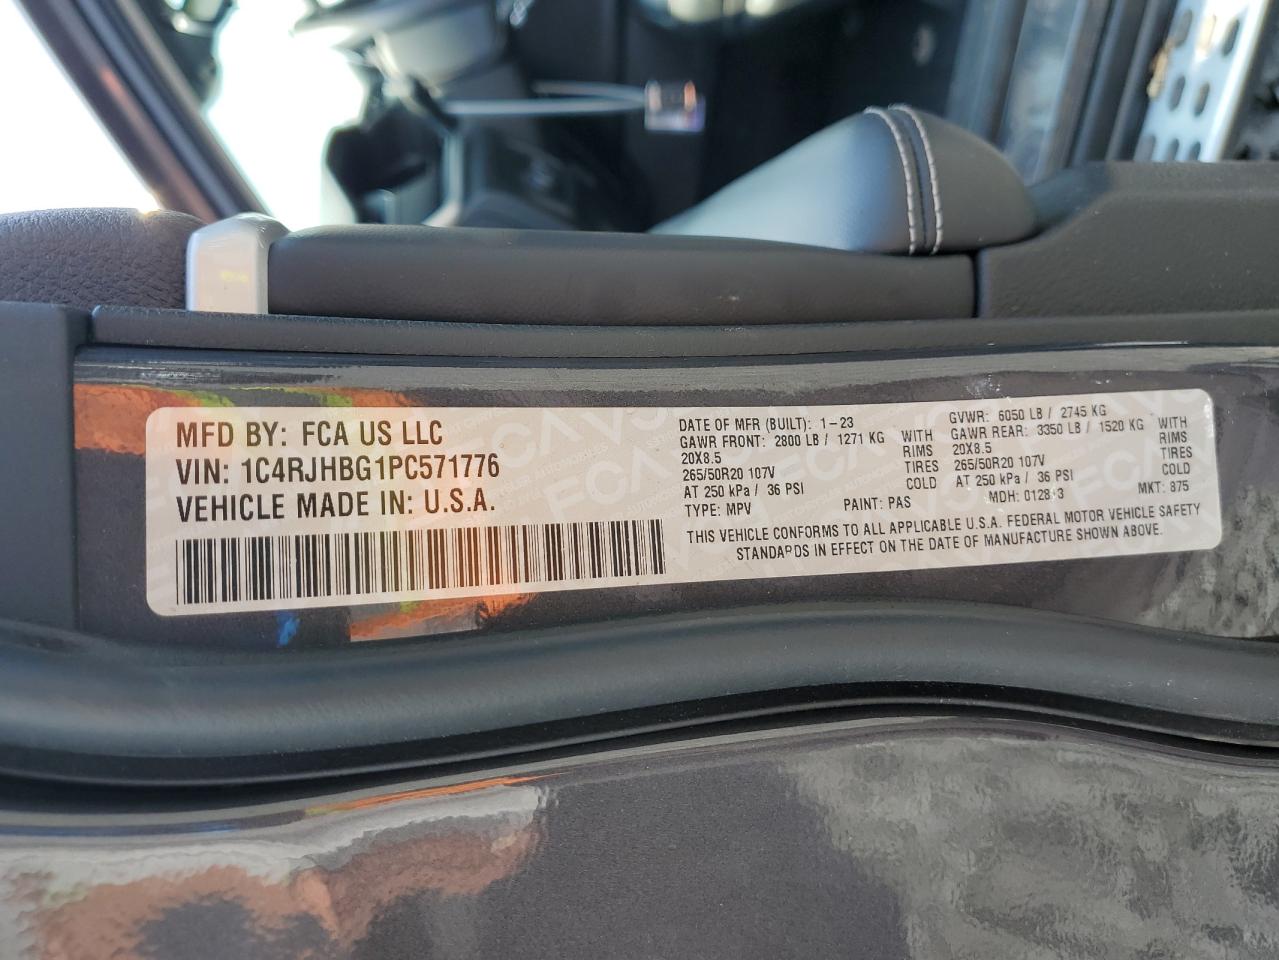 MFD BY: FCA US LLC
VIN: 1C4RJHBG1PC571776
VEHICLE MADE IN: U.S.A.
DATE OF MFR (BUILT): 1-23
GAWR FRONT: 2800 LB / 1271 KG WITH
20X8.5 RIMS
265/50R20 107V TIRES
AT 250 kPa / 36 PSI COLD
TYPE: MPV PAINT: PAS
GVWR: 6050 LB / 2745 KG
GAWR REAR: 3350 LB / 1520 KG WITH
20X8.5 RIMS
265/50R20 107V TIRES
AT 250 kPa / 36 PSI COLD
MDH: MKT: 875
THIS VEHICLE CONFORMS TO ALL APPLICABLE U.S.A. FEDERAL MOTOR VEHICLE SAFETY
STANDARDS IN EFFECT ON THE DATE OF MANUFACTURE SHOWN ABOVE.